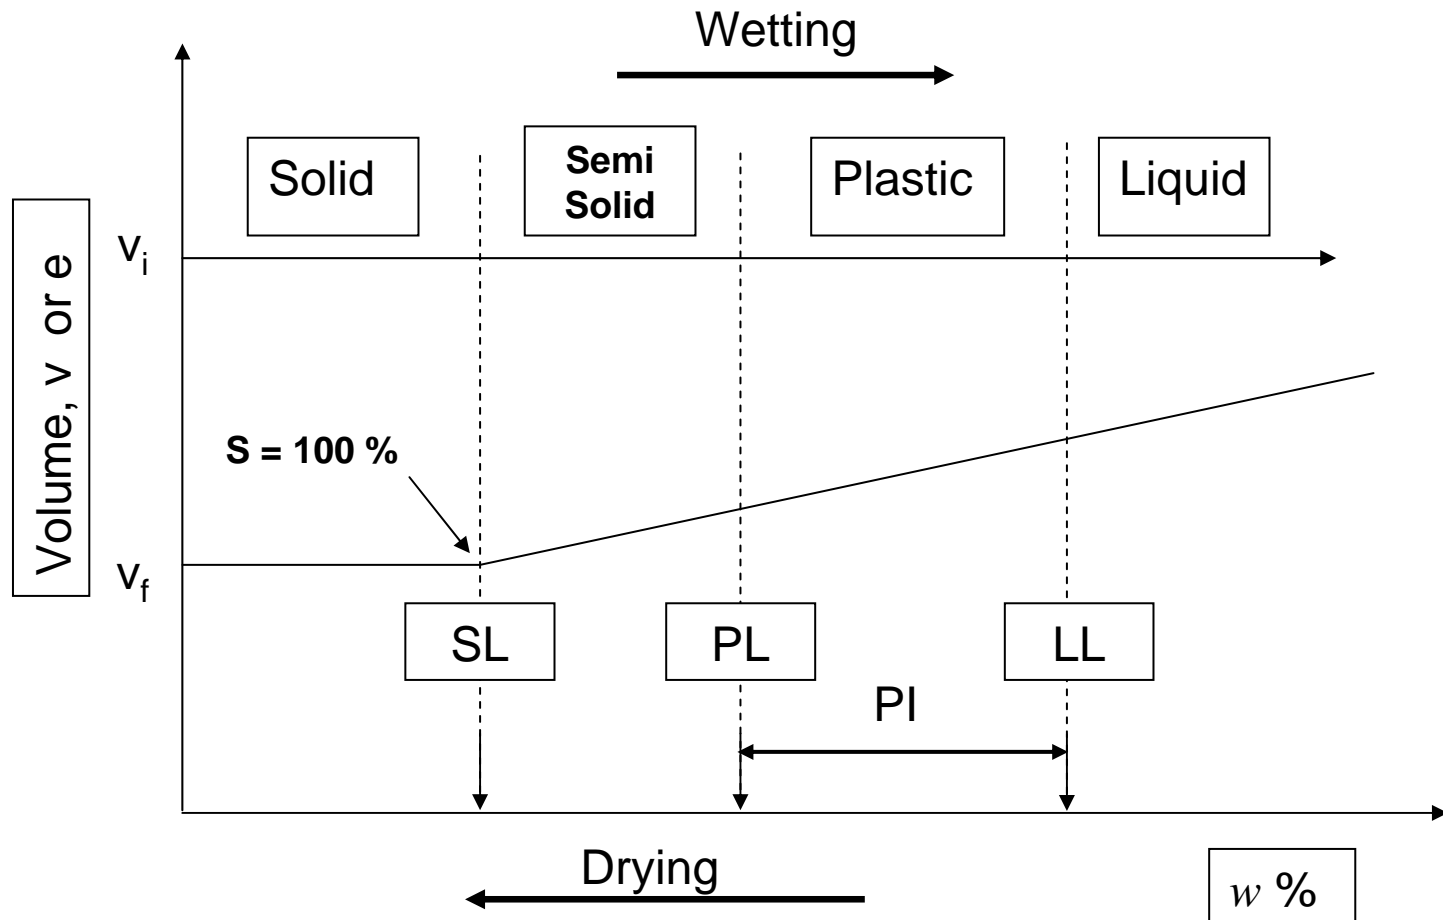 Wetting
Solid
Semi
Solid
Plastic
Liquid
Volume, v or e
vi
S = 100 %
vf
SL
PL
LL
PI
Drying
w %